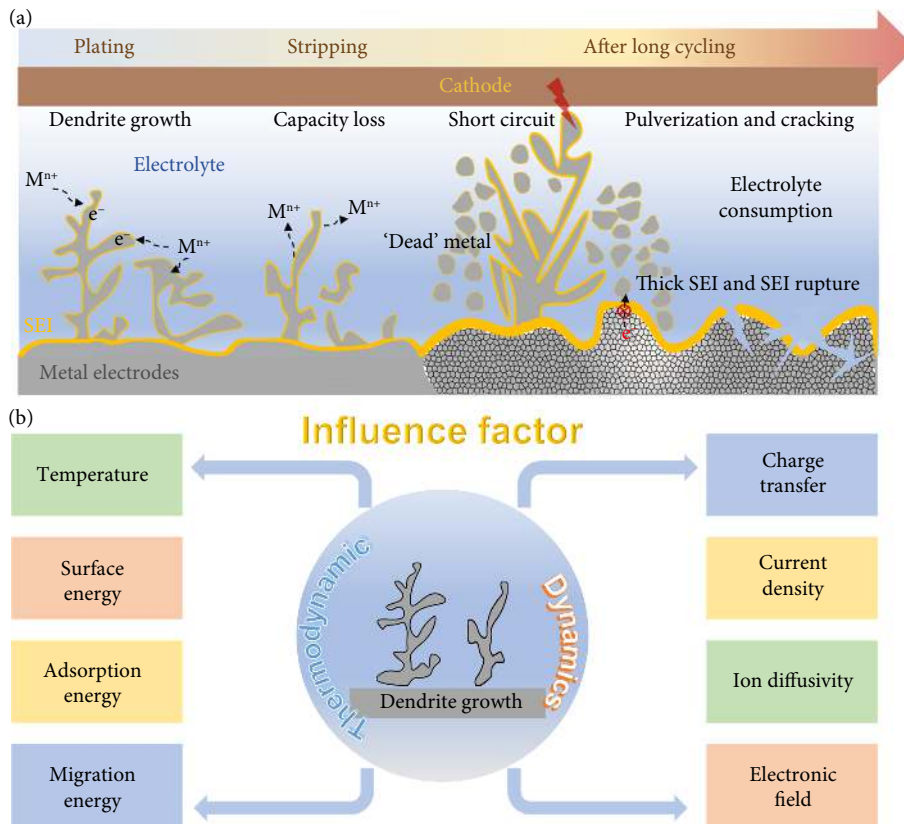 (a)
Plating
Stripping
After long cycling
Cathode
Dendrite growth
Capacity loss
Short circuit
Pulverization and cracking
Electrolyte
Mⁿ⁺
e⁻
e⁻
Mⁿ⁺
Mⁿ⁺
Mⁿ⁺
'Dead' metal
Electrolyte
consumption
Thick SEI and SEI rupture
SEI
e⁻
Metal electrodes
(b)
Influence factor
Temperature
Surface
energy
Adsorption
energy
Migration
energy
Thermodynamic
Dynamics
Dendrite growth
Charge
transfer
Current
density
Ion diffusivity
Electronic
field